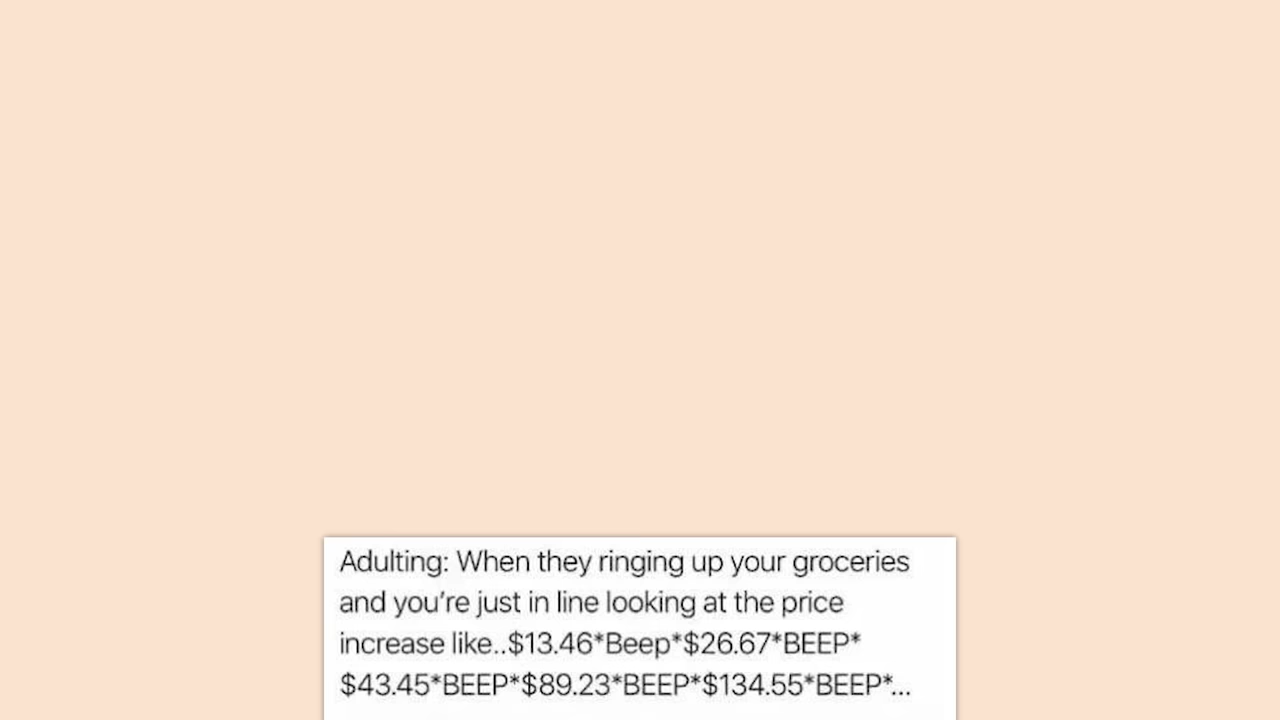 Adulting: When they ringing up your groceries
and you’re just in line looking at the price
increase like..$13.46*Beep*$26.67*BEEP*
$43.45*BEEP*$89.23*BEEP*$134.55*BEEP*...